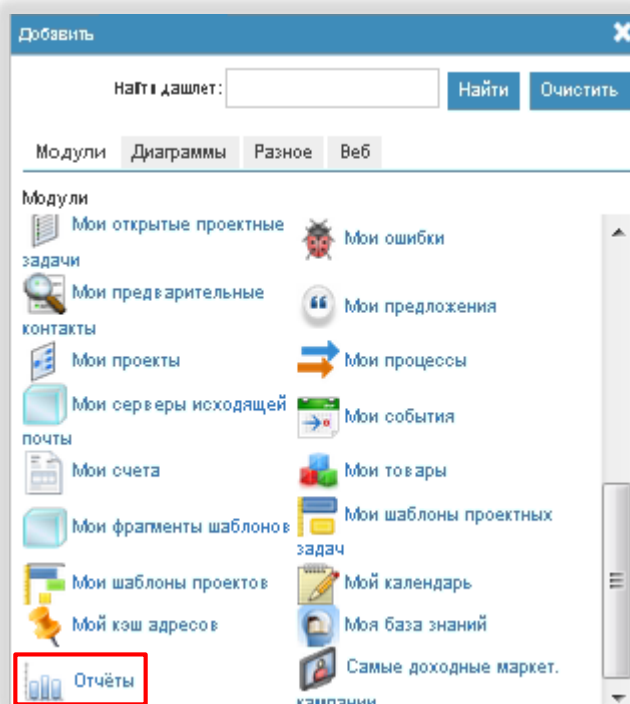 Добавить
Найти дашлет:
Найти
Очистить
Модули Диаграммы Разное Веб
Модули
Мои открытые проектные
задачи
Мои ошибки
Мои предварительные
контакты
Мои предложения
Мои проекты
Мои процессы
Мои серверы исходящей
почты
Мои события
Мои счета
Мои товары
Мои фрагменты шаблонов
Мои шаблоны проектных
задач
Мои шаблоны проектов
Мой календарь
Мой кэш адресов
Моя база знаний
Отчёты
Самые доходные маркет.
кампании